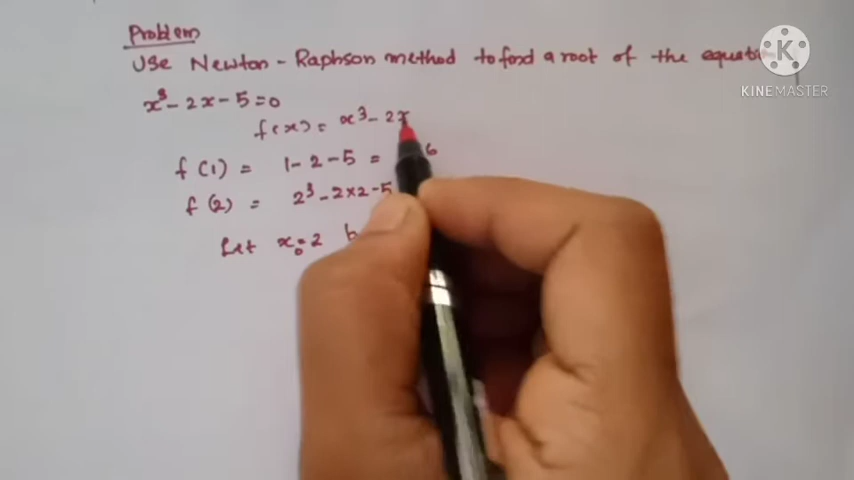 Problem
Use Newton - Raphson method to find a root of the equati
x³ - 2x - 5 = 0
f(x) = x³ - 2x
f(1) = 1 - 2 - 5 = 6
f(2) = 2³ - 2×2 - 5
Let x₀ = 2
K
KINEMASTER